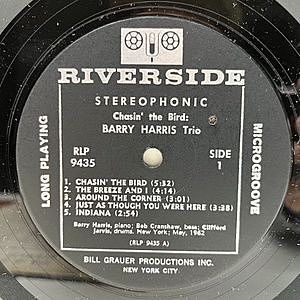 RIVERSIDE
STEREOPHONIC
Chasin' the Bird:
BARRY HARRIS Trio
LONG PLAYING
MICROGROOVE
RLP
9435
SIDE
1
1. CHASIN' THE BIRD (5:32)
2. THE BREEZE AND I (4:14)
3. AROUND THE CORNER (3:01)
4. JUST AS THOUGH YOU WERE HERE (3:38)
5. INDIANA (2:54)
Barry Harris, piano; Bob Cranshaw, bass; Clifford
Jarvis, drums. New York; May, 1962
(RLP 9435 A)
BILL GRAUER PRODUCTIONS INC.
NEW YORK CITY